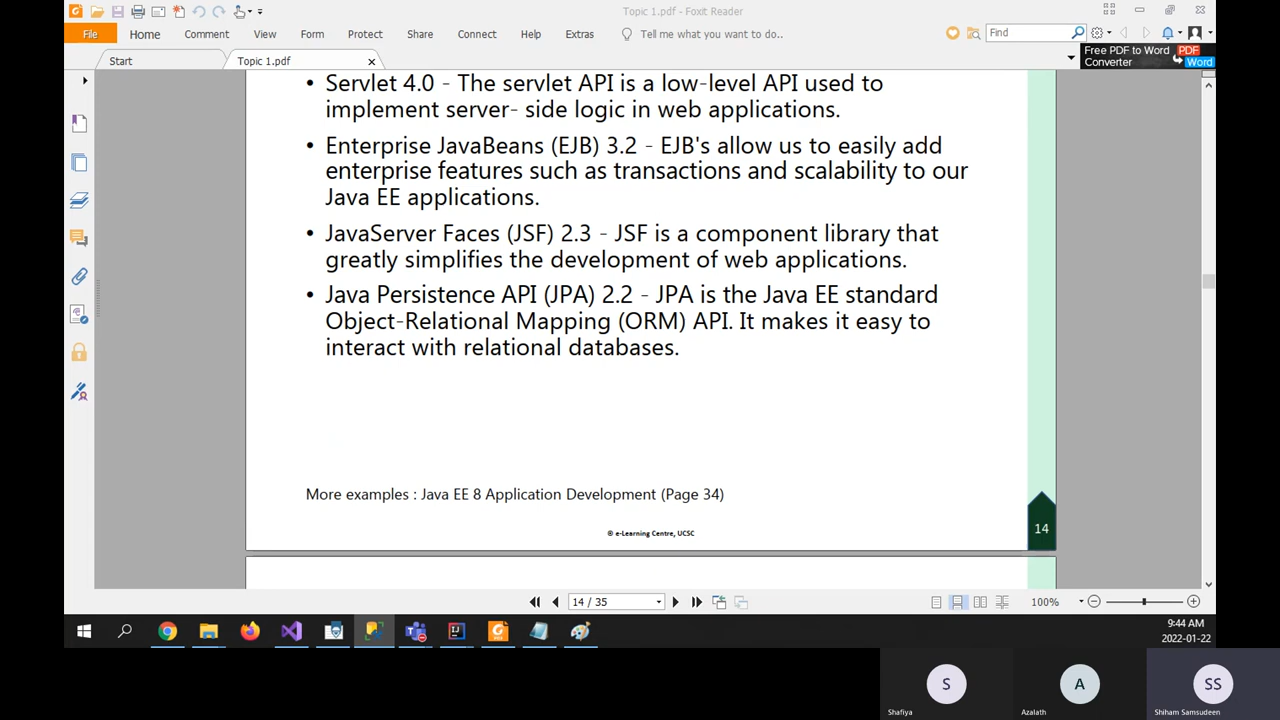 Topic 1.pdf - Foxit Reader
File Home Comment View Form Protect Share Connect Help Extras Tell me what you want to do.. Find
Start Topic 1.pdf
Free PDF to Word Converter PDF Word
• Servlet 4.0 - The servlet API is a low-level API used to
implement server- side logic in web applications.
• Enterprise JavaBeans (EJB) 3.2 - EJB's allow us to easily add
enterprise features such as transactions and scalability to our
Java EE applications.
• JavaServer Faces (JSF) 2.3 - JSF is a component library that
greatly simplifies the development of web applications.
• Java Persistence API (JPA) 2.2 - JPA is the Java EE standard
Object-Relational Mapping (ORM) API. It makes it easy to
interact with relational databases.
More examples : Java EE 8 Application Development (Page 34)
14
© e-Learning Centre, UCSC
14 / 35
100%
9:44 AM
2022-01-22
S A SS
Shafiya Azalath Shiham Samsudeen